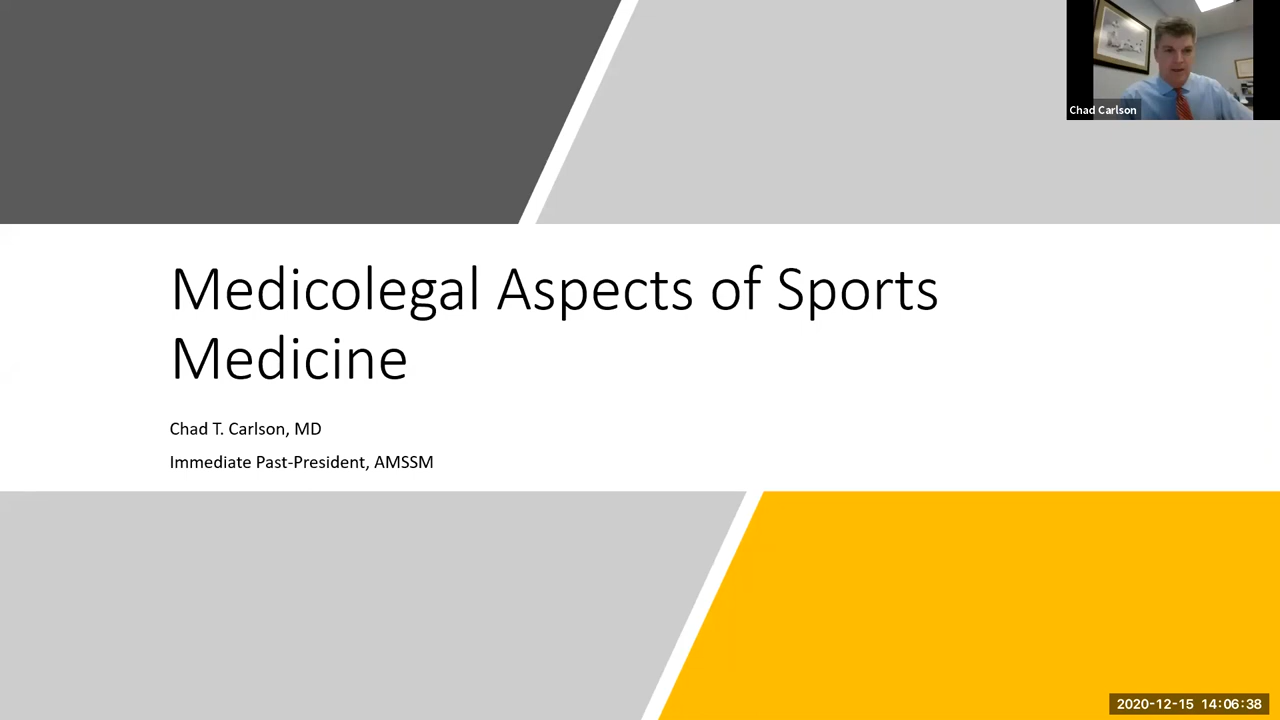 Chad Carlson
Medicolegal Aspects of Sports
Medicine
Chad T. Carlson, MD
Immediate Past-President, AMSSM
2020-12-15 14:06:38